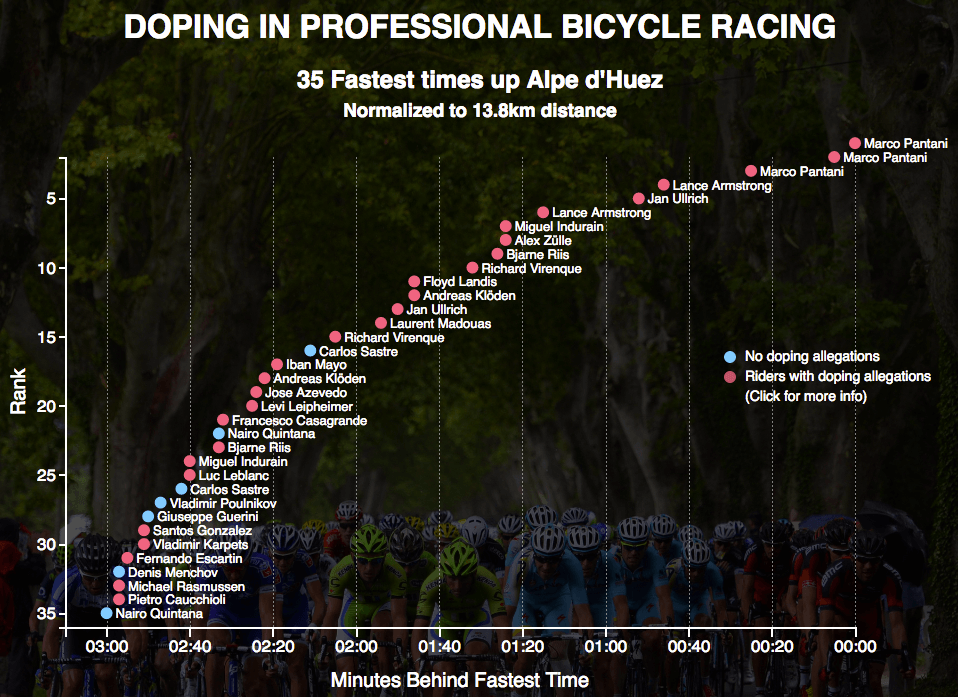 DOPING IN PROFESSIONAL BICYCLE RACING
35 Fastest times up Alpe d'Huez
Normalized to 13.8km distance
Marco Pantani
Marco Pantani
Marco Pantani
Lance Armstrong
5
Jan Ullrich
Lance Armstrong
Miguel Indurain
Alex Zülle
Bjarne Riis
10
Richard Virenque
Floyd Landis
Andreas Klöden
Jan Ullrich
Laurent Madouas
15
Richard Virenque
Carlos Sastre
No doping allegations
Iban Mayo
Andreas Klöden
Riders with doping allegations
Jose Azevedo
(Click for more info)
Rank
20
Levi Leipheimer
Francesco Casagrande
Nairo Quintana
Bjarne Riis
Miguel Indurain
25
Luc Leblanc
Carlos Sastre
Vladimir Poulnikov
Giuseppe Guerini
Santos Gonzalez
30
Vladimir Karpets
Fernando Escartin
Denis Menchov
Michael Rasmussen
Pietro Caucchioli
35
Nairo Quintana
03:00 02:40 02:20 02:00 01:40 01:20 01:00 00:40 00:20 00:00
Minutes Behind Fastest Time